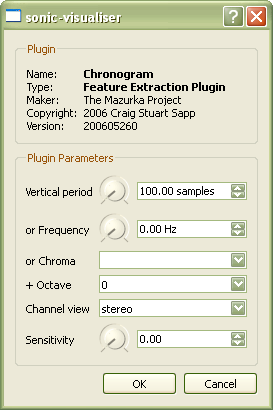 sonic-visualiser
Plugin
Name: Chronogram
Type: Feature Extraction Plugin
Maker: The Mazurka Project
Copyright: 2006 Craig Stuart Sapp
Version: 200605260
Plugin Parameters
Vertical period 100.00 samples
or Frequency 0.00 Hz
or Chroma
+ Octave 0
Channel view stereo
Sensitivity 0.00
OK Cancel